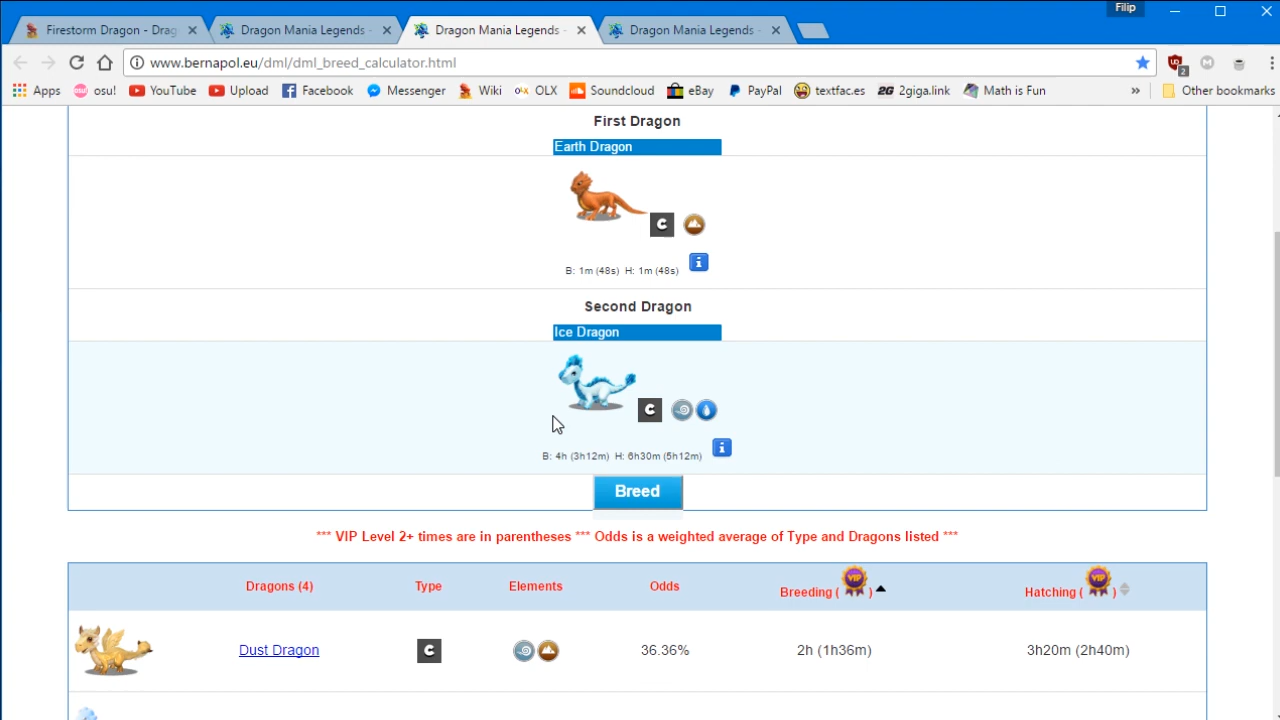 Filip
Firestorm Dragon - Drag
Dragon Mania Legends -
Dragon Mania Legends -
Dragon Mania Legends -
www.bernapol.eu/dml/dml_breed_calculator.html
2
Apps osu! YouTube Upload Facebook Messenger Wiki OLX Soundcloud eBay PayPal textfac.es 2G 2giga.link Math is Fun » Other bookmarks
First Dragon
Earth Dragon
C
B: 1m (48s) H: 1m (48s)
Second Dragon
Ice Dragon
C
B: 4h (3h12m) H: 6h30m (5h12m)
Breed
*** VIP Level 2+ times are in parentheses *** Odds is a weighted average of Type and Dragons listed ***
Dragons (4) Type Elements Odds Breeding ( VIP ) Hatching ( VIP )
Dust Dragon C 36.36% 2h (1h36m) 3h20m (2h40m)